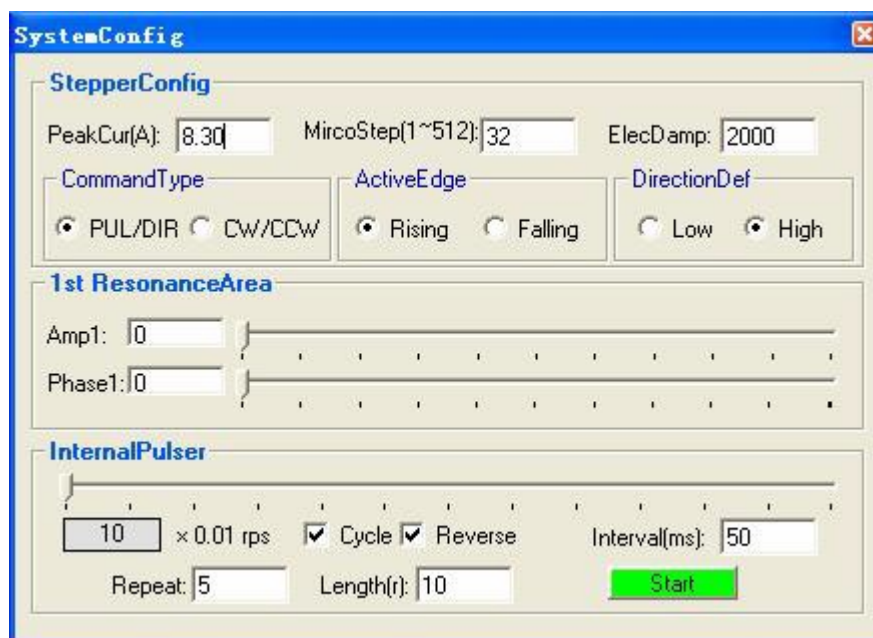 SystemConfig
StepperConfig
PeakCur(A): 8.30 MircoStep(1~512): 32 ElecDamp: 2000
CommandType ActiveEdge DirectionDef
PUL/DIR CW/CCW Rising Falling Low High
1st ResonanceArea
Amp1: 0
Phase1: 0
InternalPulser
10 × 0.01 rps Cycle Reverse Interval(ms): 50
Repeat: 5 Length(r): 10 Start